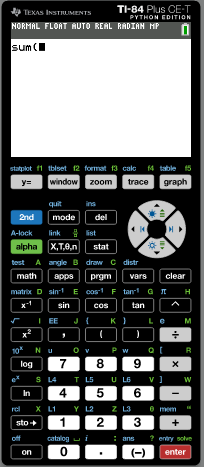 TEXAS INSTRUMENTS TI-84 Plus CE-T
PYTHON EDITION
NORMAL FLOAT AUTO REAL RADIAN MP
sum(
statplot f1 tblset f2 format f3 calc f4 table f5
y= window zoom trace graph
quit ins
2nd mode del
A-lock link list
alpha X,T,θ,n stat
test A angle B draw C distr
math apps prgm vars clear
matrix D sin⁻¹ E cos⁻¹ F tan⁻¹ G π H
x⁻¹ sin cos tan ^
√ I EE J { K } L e M
x² , ( ) ÷
10ˣ N u O v P w Q [ R
log 7 8 9 ×
eˣ S L4 T L5 U L6 V ] W
ln 4 5 6 −
rcl X L1 Y L2 Z L3 θ mem "
sto→ 1 2 3 +
off catalog i : ans ? entry solve
on 0 . (−) enter